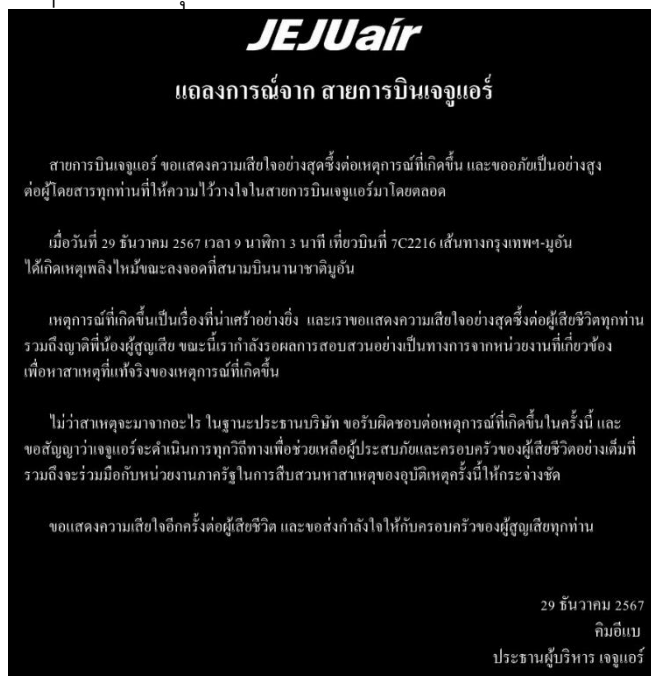 JEJUair
แถลงการณ์จาก สายการบินเจจูแอร์
สายการบินเจจูแอร์ ขอแสดงความเสียใจอย่างสุดซึ้งต่อเหตุการณ์ที่เกิดขึ้น และขออภัยเป็นอย่างสูง
ต่อผู้โดยสารทุกท่านที่ให้ความไว้วางใจในสายการบินเจจูแอร์มาโดยตลอด
เมื่อวันที่ 29 ธันวาคม 2567 เวลา 9 นาฬิกา 3 นาที เที่ยวบินที่ 7C2216 เส้นทางกรุงเทพฯ-มูอัน
ได้เกิดเหตุเพลิงไหม้ขณะลงจอดที่สนามบินนานาชาติมูอัน
เหตุการณ์ที่เกิดขึ้นเป็นเรื่องที่น่าเศร้าอย่างยิ่ง และเราขอแสดงความเสียใจอย่างสุดซึ้งต่อผู้เสียชีวิตทุกท่าน
รวมถึงญาติพี่น้องผู้สูญเสีย ขณะนี้เรากำลังรอผลการสอบสวนอย่างเป็นทางการจากหน่วยงานที่เกี่ยวข้อง
เพื่อหาสาเหตุที่แท้จริงของเหตุการณ์ที่เกิดขึ้น
ไม่ว่าสาเหตุจะมาจากอะไร ในฐานะประธานบริษัท ขอรับผิดชอบต่อเหตุการณ์ที่เกิดขึ้นในครั้งนี้ และ
ขอสัญญาว่าเจจูแอร์จะดำเนินการทุกวิถีทางเพื่อช่วยเหลือผู้ประสบภัยและครอบครัวของผู้เสียชีวิตอย่างเต็มที่
รวมถึงจะร่วมมือกับหน่วยงานภาครัฐในการสืบสวนหาสาเหตุของอุบัติเหตุครั้งนี้ให้กระจ่างชัด
ขอแสดงความเสียใจอีกครั้งต่อผู้เสียชีวิต และขอส่งกำลังใจให้กับครอบครัวของผู้สูญเสียทุกท่าน
29 ธันวาคม 2567
คิมอีแบ
ประธานผู้บริหาร เจจูแอร์